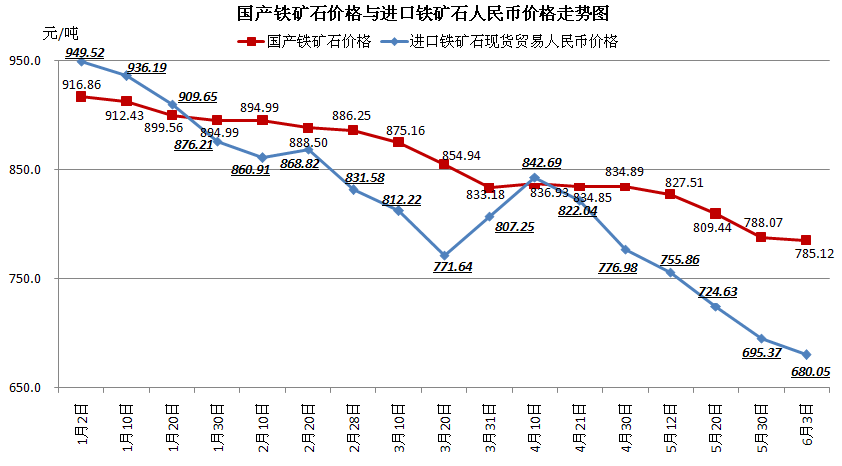 国产铁矿石价格与进口铁矿石人民币价格走势图
元/吨
国产铁矿石价格 进口铁矿石现货贸易人民币价格
950.0
850.0
750.0
650.0
916.86 912.43 899.56 894.99 894.99 888.50 886.25 875.16 854.94 833.18 836.93 834.85 834.89 827.51 809.44 788.07 785.12
949.52 936.19 909.65 876.21 860.91 868.82 831.58 812.22 771.64 807.25 842.69 822.04 776.98 755.86 724.63 695.37 680.05
1月2日 1月10日 1月20日 1月30日 2月10日 2月20日 2月28日 3月10日 3月20日 3月31日 4月10日 4月21日 4月30日 5月12日 5月20日 5月30日 6月3日